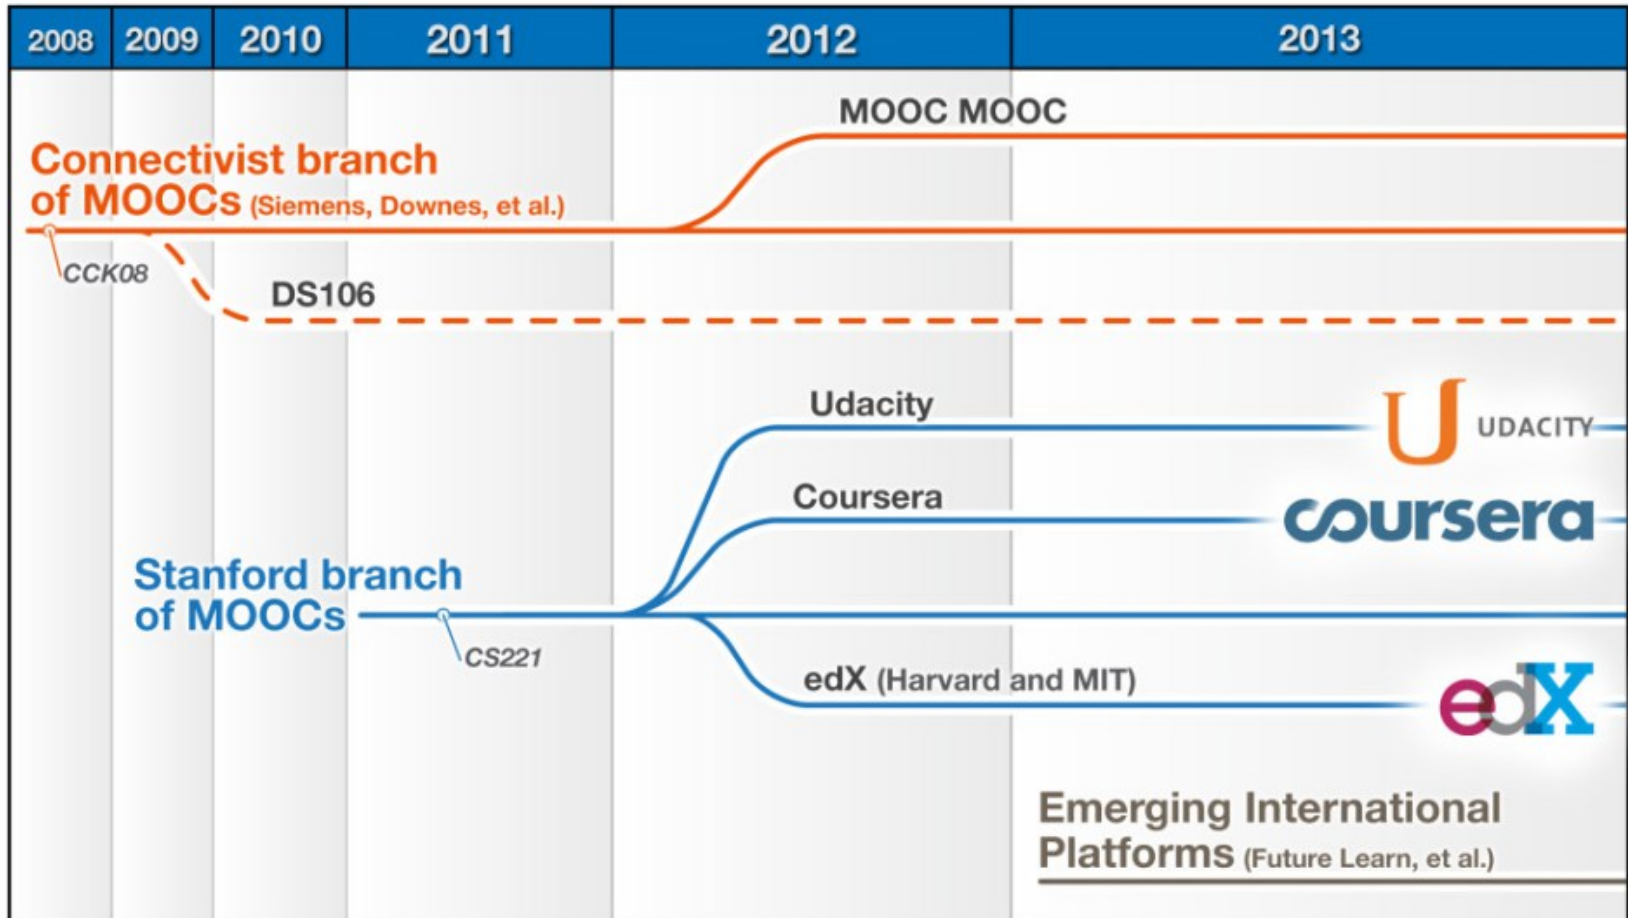 2008 2009 2010 2011 2012 2013
MOOC MOOC
Connectivist branch
of MOOCs (Siemens, Downes, et al.)
CCK08
DS106
Udacity
UDACITY
Coursera
coursera
Stanford branch
of MOOCs
CS221
edX (Harvard and MIT)
edX
Emerging International
Platforms (Future Learn, et al.)